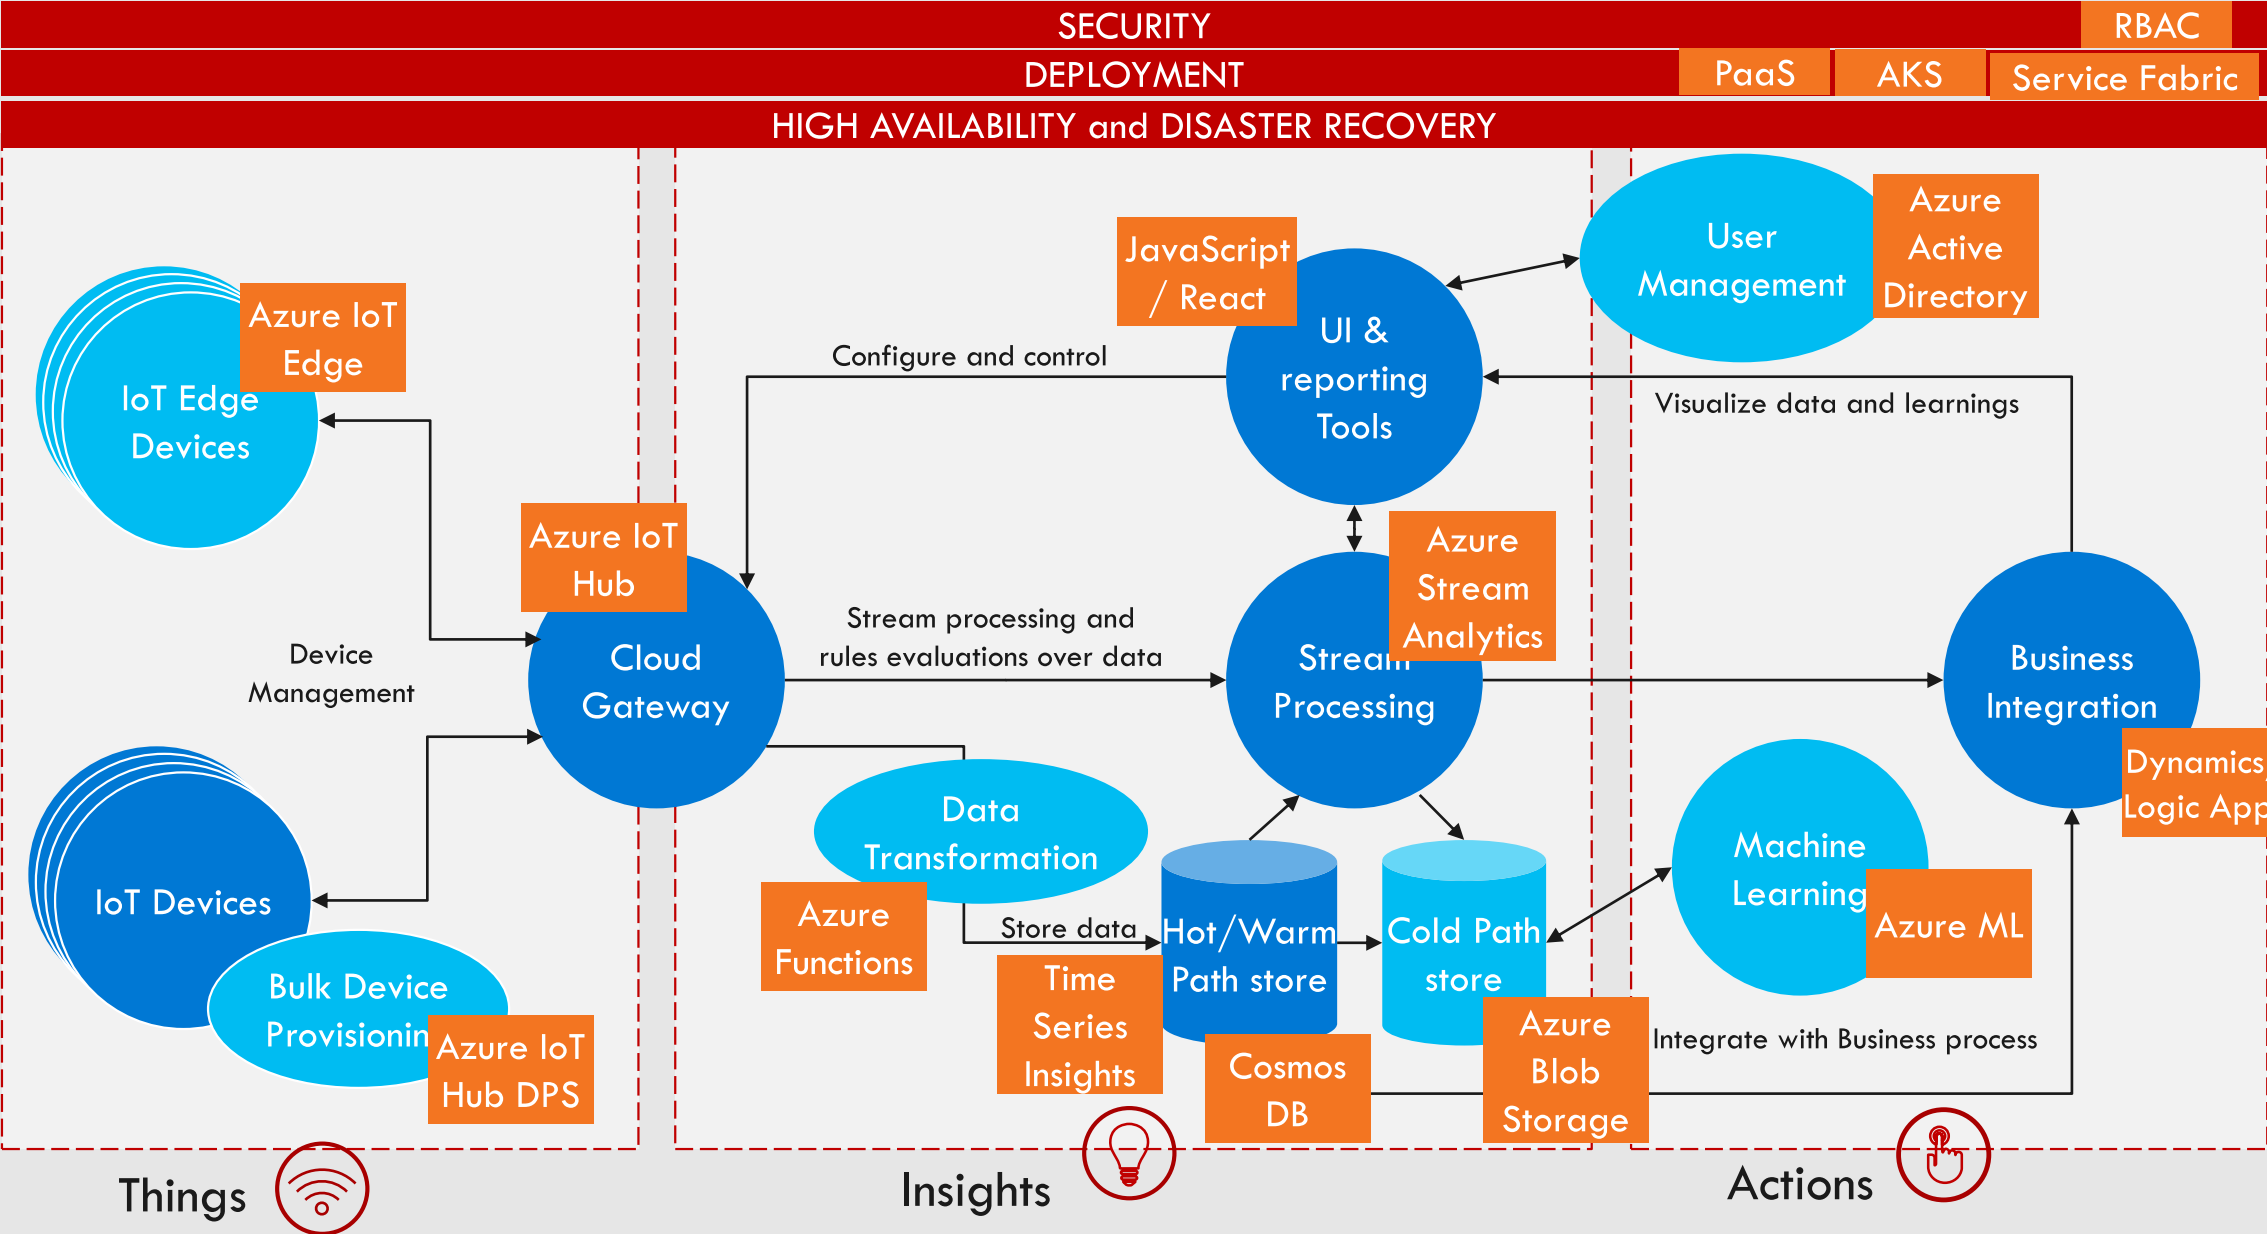 SECURITY
RBAC
DEPLOYMENT
PaaS
AKS
Service Fabric
HIGH AVAILABILITY and DISASTER RECOVERY
Azure IoT
Edge
IoT Edge
Devices
Device
Management
IoT Devices
Bulk Device
Provisionin
Azure IoT
Hub DPS
Azure IoT
Hub
Cloud
Gateway
Configure and control
JavaScript
/ React
UI &
reporting
Tools
User
Management
Azure
Active
Directory
Visualize data and learnings
Stream processing and
rules evaluations over data
Azure
Stream
Analytics
Stream
Processing
Business
Integration
Dynamics,
Logic App
Data
Transformation
Azure
Functions
Store data
Hot/Warm
Path store
Time
Series
Insights
Cosmos
DB
Cold Path
store
Azure
Blob
Storage
Machine
Learning
Azure ML
Integrate with Business process
Things
Insights
Actions